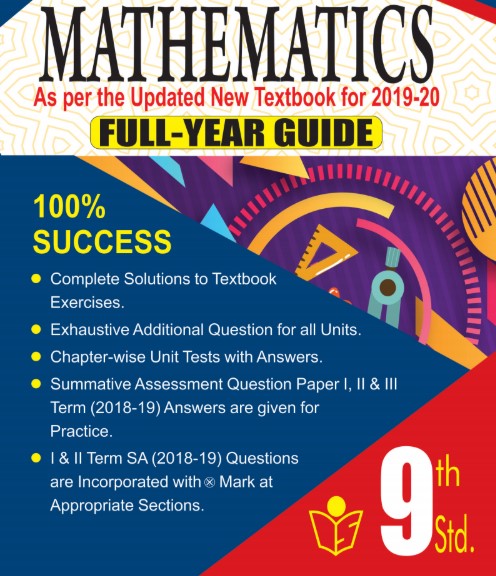 MATHEMATICS
As per the Updated New Textbook for 2019-20
FULL-YEAR GUIDE
100%
SUCCESS
● Complete Solutions to Textbook
Exercises.
● Exhaustive Additional Question for all Units.
● Chapter-wise Unit Tests with Answers.
● Summative Assessment Question Paper I, II & III
Term (2018-19) Answers are given for
Practice.
● I & II Term SA (2018-19) Questions
are Incorporated with ⊗ Mark at
Appropriate Sections.
9th
Std.